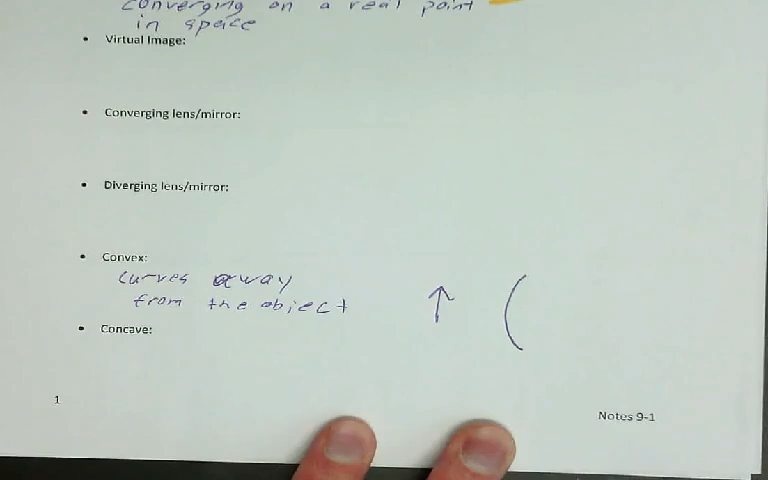 converging on a real point
in space
• Virtual Image:
• Converging lens/mirror:
• Diverging lens/mirror:
• Convex:
curves away
from the object
• Concave:
1
Notes 9-1